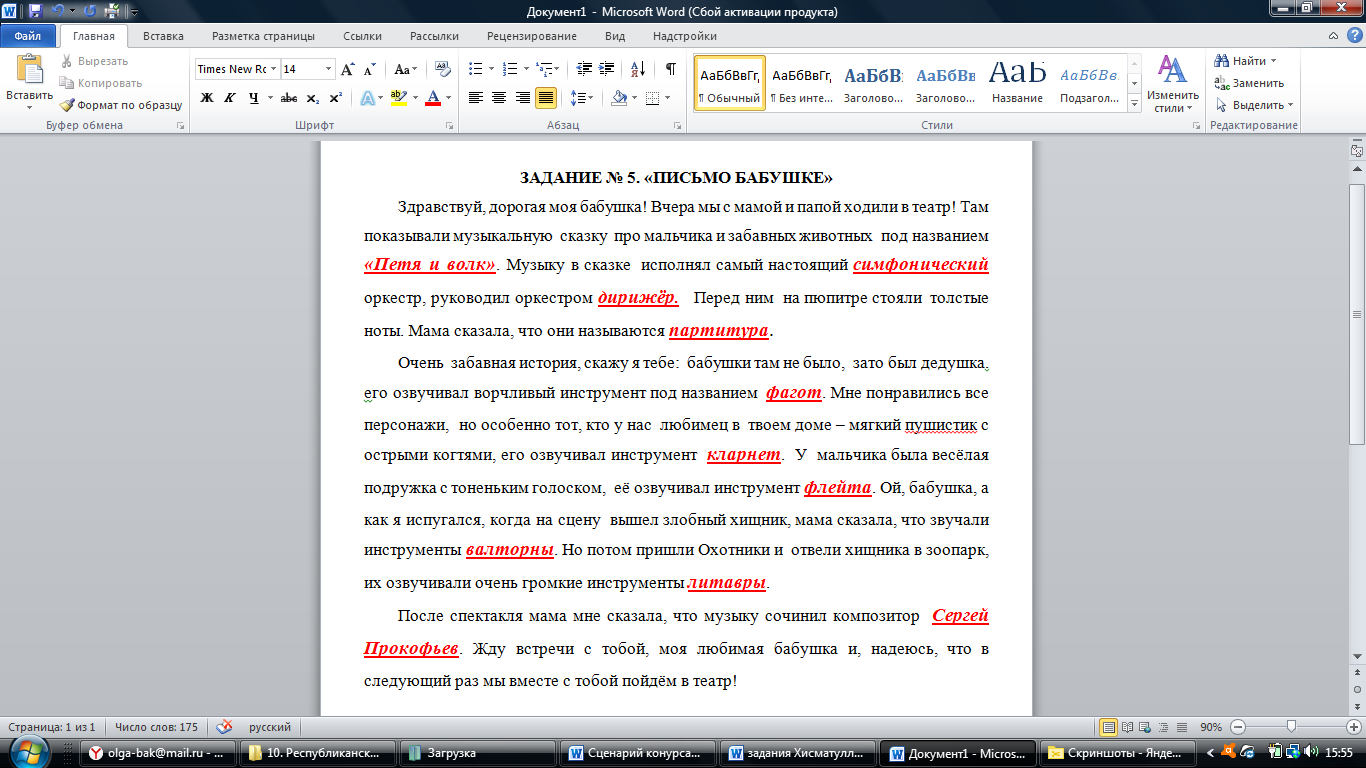 Документ1 - Microsoft Word (Сбой активации продукта)
Файл Главная Вставка Разметка страницы Ссылки Рассылки Рецензирование Вид Надстройки
Вставить
Вырезать
Копировать
Формат по образцу
Буфер обмена
Times New Rc 14
Ж К Ч abc x₂ x²
Шрифт
Абзац
АаБбВвГг, АаБбВвГг, АаБбВ АаБбВв АаБ АаБбВв.
¶ Обычный ¶ Без инте... Заголово... Заголово... Название Подзагол...
Стили
Изменить стили
Найти
Заменить
Выделить
Редактирование
ЗАДАНИЕ № 5. «ПИСЬМО БАБУШКЕ»
Здравствуй, дорогая моя бабушка! Вчера мы с мамой и папой ходили в театр! Там
показывали музыкальную сказку про мальчика и забавных животных под названием
«Петя и волк». Музыку в сказке исполнял самый настоящий симфонический
оркестр, руководил оркестром дирижёр. Перед ним на пюпитре стояли толстые
ноты. Мама сказала, что они называются партитура.
Очень забавная история, скажу я тебе: бабушки там не было, зато был дедушка,
его озвучивал ворчливый инструмент под названием фагот. Мне понравились все
персонажи, но особенно тот, кто у нас любимец в твоем доме – мягкий пушистик с
острыми когтями, его озвучивал инструмент кларнет. У мальчика была весёлая
подружка с тоненьким голоском, её озвучивал инструмент флейта. Ой, бабушка, а
как я испугался, когда на сцену вышел злобный хищник, мама сказала, что звучали
инструменты валторны. Но потом пришли Охотники и отвели хищника в зоопарк,
их озвучивали очень громкие инструменты литавры.
После спектакля мама мне сказала, что музыку сочинил композитор Сергей
Прокофьев. Жду встречи с тобой, моя любимая бабушка и, надеюсь, что в
следующий раз мы вместе с тобой пойдём в театр!
Страница: 1 из 1 Число слов: 175 русский 90%
olga-bak@mail.ru - ... 10. Республиканск... Загрузка Сценарий конурса... задания Хисматулл... Документ1 - Micros... Скриншоты - Янде... 15:55